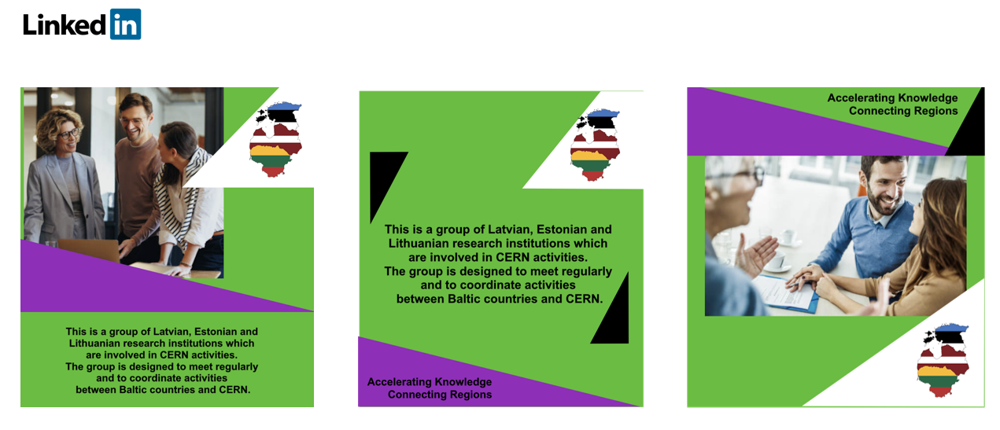 Linked in
This is a group of Latvian, Estonian and
Lithuanian research institutions which
are involved in CERN activities.
The group is designed to meet regularly
and to coordinate activities
between Baltic countries and CERN.
This is a group of Latvian, Estonian and
Lithuanian research institutions which
are involved in CERN activities.
The group is designed to meet regularly
and to coordinate activities
between Baltic countries and CERN.
Accelerating Knowledge
Connecting Regions
Accelerating Knowledge
Connecting Regions